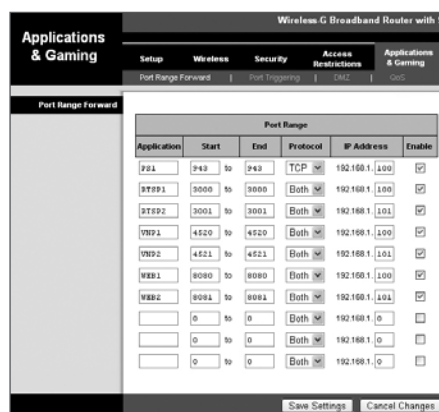 Wireless-G Broadband Router with
Applications & Gaming
Setup Wireless Security Access Restrictions Applications & Gaming
Port Range Forward | Port Triggering | DMZ | QoS
Port Range Forward
Port Range
Application Start End Protocol IP Address Enable
PS1 943 to 943 TCP 192.168.1. 100
RTSP1 3000 to 3000 Both 192.168.1. 100
RTSP2 3001 to 3001 Both 192.168.1. 101
VNP1 4520 to 4520 Both 192.168.1. 100
VNP2 4521 to 4521 Both 192.168.1. 101
WEB1 8080 to 8080 Both 192.168.1. 100
WEB2 8081 to 8081 Both 192.168.1. 101
0 to 0 Both 192.168.1. 0
0 to 0 Both 192.168.1. 0
0 to 0 Both 192.168.1. 0
Save Settings Cancel Changes